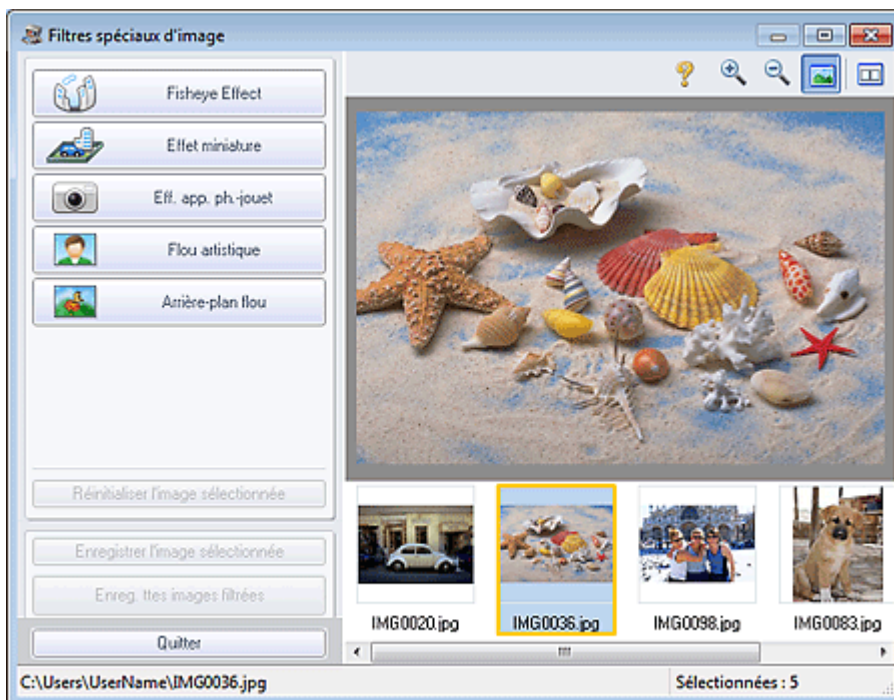 Filtres spéciaux d'image
Fisheye Effect
Effet miniature
Eff. app. ph.-jouet
Flou artistique
Arrière-plan flou
Réinitialiser l'image sélectionnée
Enregistrer l'image sélectionnée
Enreg. ttes images filtrées
Quitter
IMG0020.jpg
IMG0036.jpg
IMG0098.jpg
IMG0083.jpg
C:\Users\UserName\IMG0036.jpg
Sélectionnées : 5